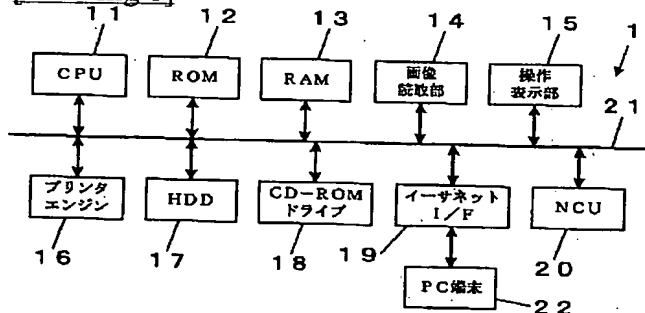 11 12 13 14 15 1
CPU
ROM
RAM
画像
読取部
操作
表示部
21
プリンタ
エンジン
HDD
CD-ROM
ドライブ
イーサネット
I/F
NCU
16 17 18 19 20
PC端末
22